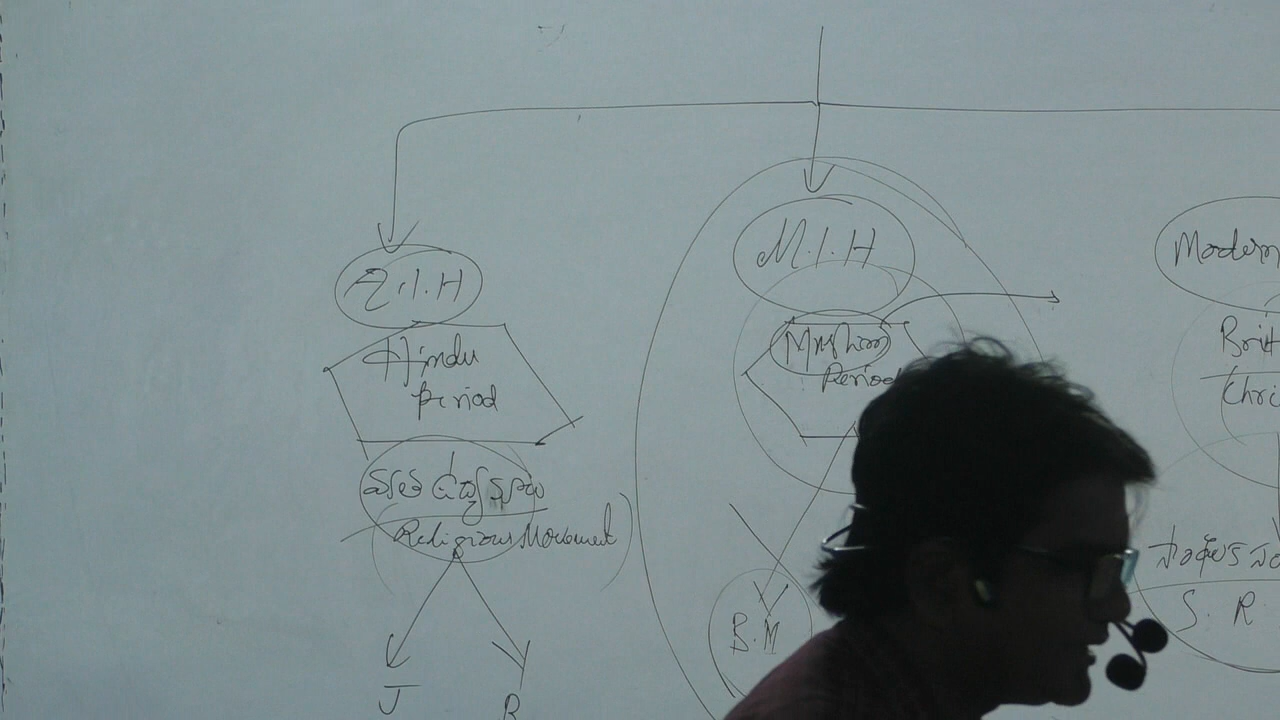 A.I.H
Hindu
Period
మత ఉద్యమాలు
Religious Movement
J
B
M.I.H
Muslim
Period
B.M
Modern
Brit
Chri
S. R.